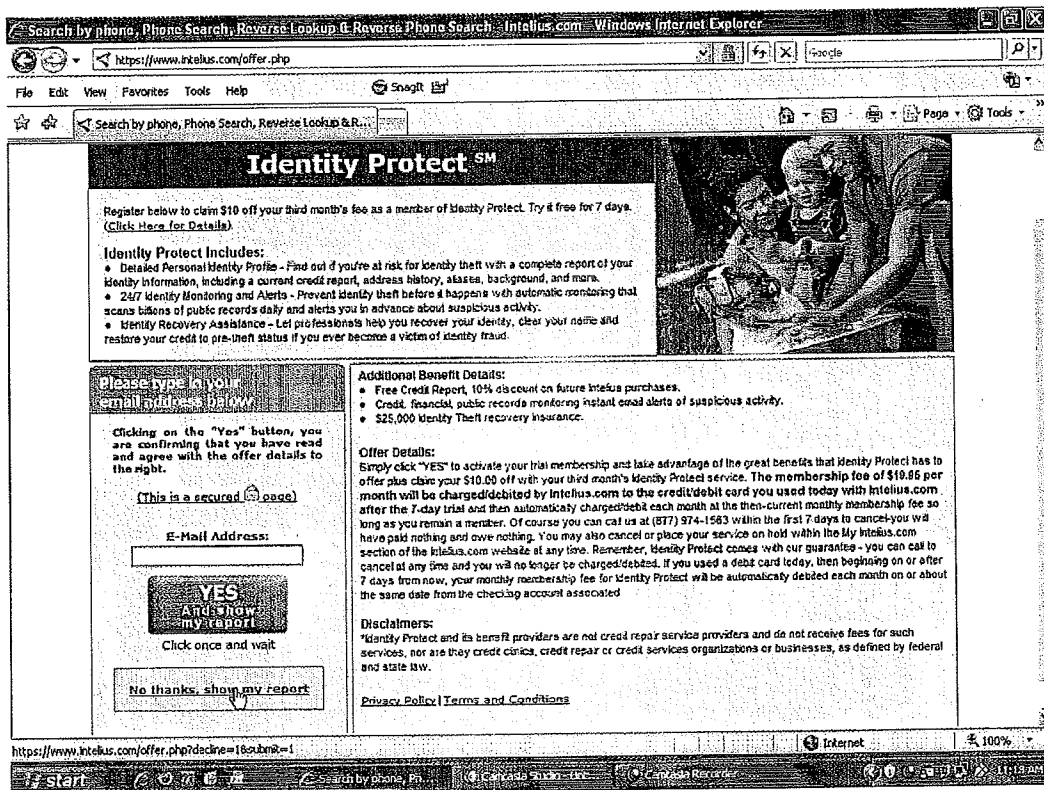 Search by phone, Phone Search, Reverse Lookup & Reverse Phone Search - Intelius.com - Windows Internet Explorer
https://www.intelius.com/offer.php
Google
File Edit View Favorites Tools Help
SnagIt
Search by phone, Phone Search, Reverse Lookup & R...
Page Tools
Identity Protect SM
Register below to claim $10 off your third month's fee as a member of Identity Protect. Try it free for 7 days.
(Click Here for Details)
Identity Protect Includes:
• Detailed Personal Identity Profile - Find out if you're at risk for identity theft with a complete report of your
identity information, including a current credit report, address history, aliases, background, and more.
• 24/7 Identity Monitoring and Alerts - Prevent identity theft before it happens with automatic monitoring that
scans billions of public records daily and alerts you in advance about suspicious activity.
• Identity Recovery Assistance - Let professionals help you recover your identity, clear your name and
restore your credit to pre-theft status if you ever become a victim of identity fraud.
Please type in your
email address below
Clicking on the "Yes" button, you
are confirming that you have read
and agree with the offer details to
the right.
(This is a secured page)
E-Mail Address:
YES
And show
my report
Click once and wait
No thanks, show my report
Additional Benefit Details:
• Free Credit Report, 10% discount on future Intelius purchases.
• Credit, financial, public records monitoring instant email alerts of suspicious activity.
• $25,000 Identity Theft recovery insurance.
Offer Details:
Simply click "YES" to activate your trial membership and take advantage of the great benefits that Identity Protect has to
offer plus claim your $10.00 off with your third month's Identity Protect service. The membership fee of $19.95 per
month will be charged/debited by Intelius.com to the credit/debit card you used today with Intelius.com
after the 7-day trial and then automatically charged/debit each month at the then-current monthly membership fee so
long as you remain a member. Of course you can call us at (877) 974-1563 within the first 7 days to cancel-you will
have paid nothing and owe nothing. You may also cancel or place your service on hold within the My Intelius.com
section of the Intelius.com website at any time. Remember, Identity Protect comes with our guarantee - you can call to
cancel at any time and you will no longer be charged/debited. If you used a debit card today, then beginning on or after
7 days from now, your monthly membership fee for Identity Protect will be automatically debited each month on or about
the same date from the checking account associated
Disclaimers:
*Identity Protect and its benefit providers are not credit repair service providers and do not receive fees for such
services, nor are they credit clinics, credit repair or credit services organizations or businesses, as defined by federal
and state law.
Privacy Policy | Terms and Conditions
https://www.intelius.com/offer.php?decline=1&submit=1
Internet
100%
start
Search by phone, Ph...
Camtasia Studio - Unt...
Camtasia Recorder
11:19 AM